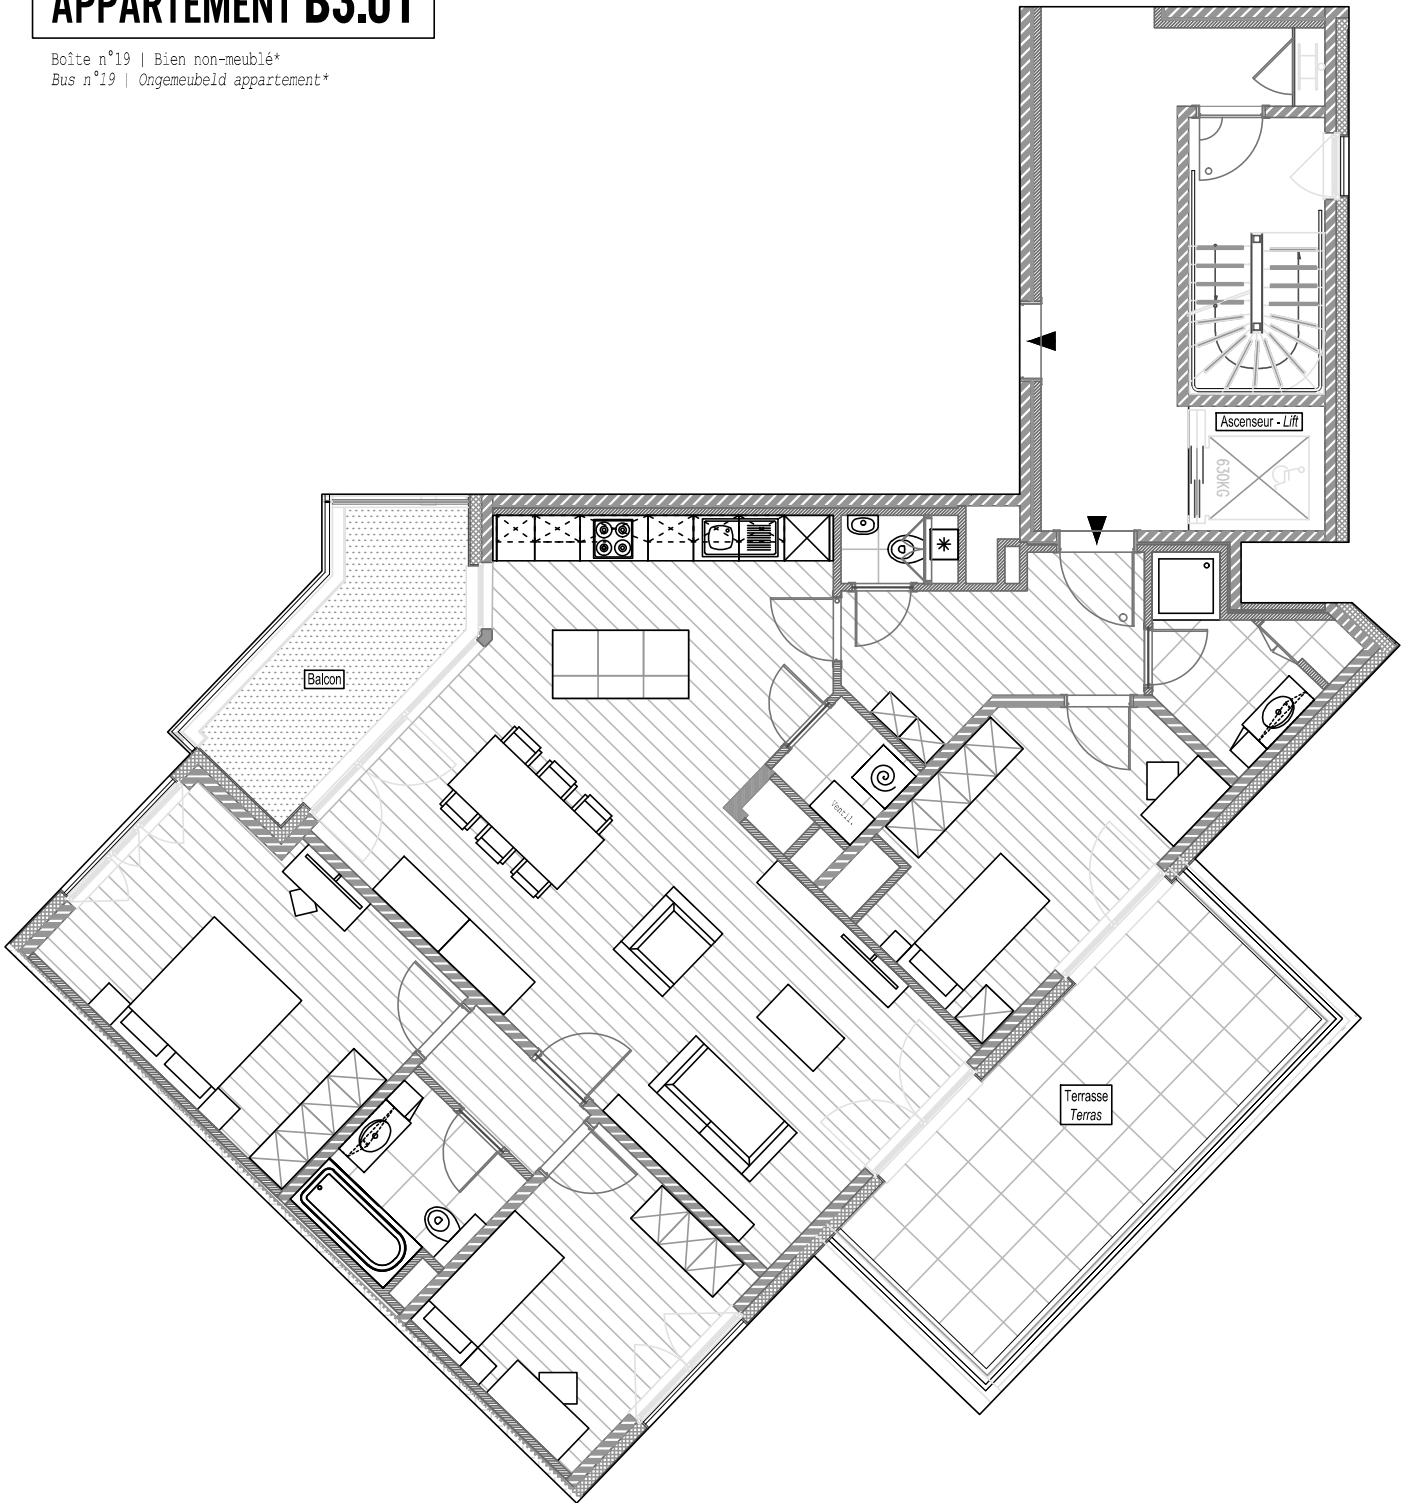 APPARTEMENT B3.01
Boîte n°19 | Bien non-meublé*
Bus n°19 | Ongemeubeld appartement*
Ascenseur - Lift
630KG
Balcon
Ventil.
Terrasse
Terras